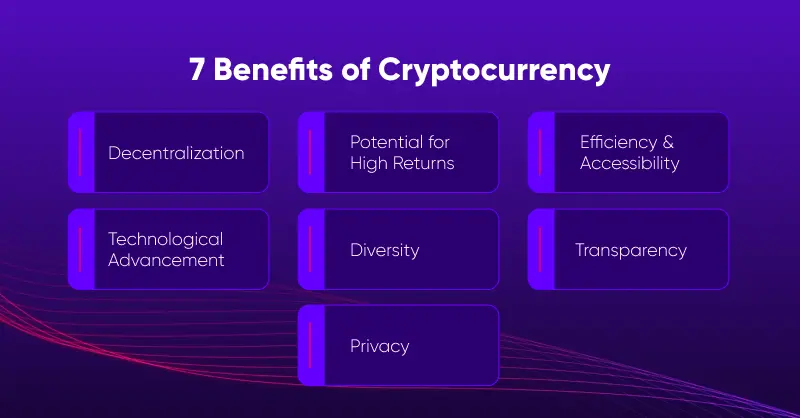 7 Benefits of Cryptocurrency
Decentralization
Potential for
High Returns
Efficiency &
Accessibility
Technological
Advancement
Diversity
Transparency
Privacy